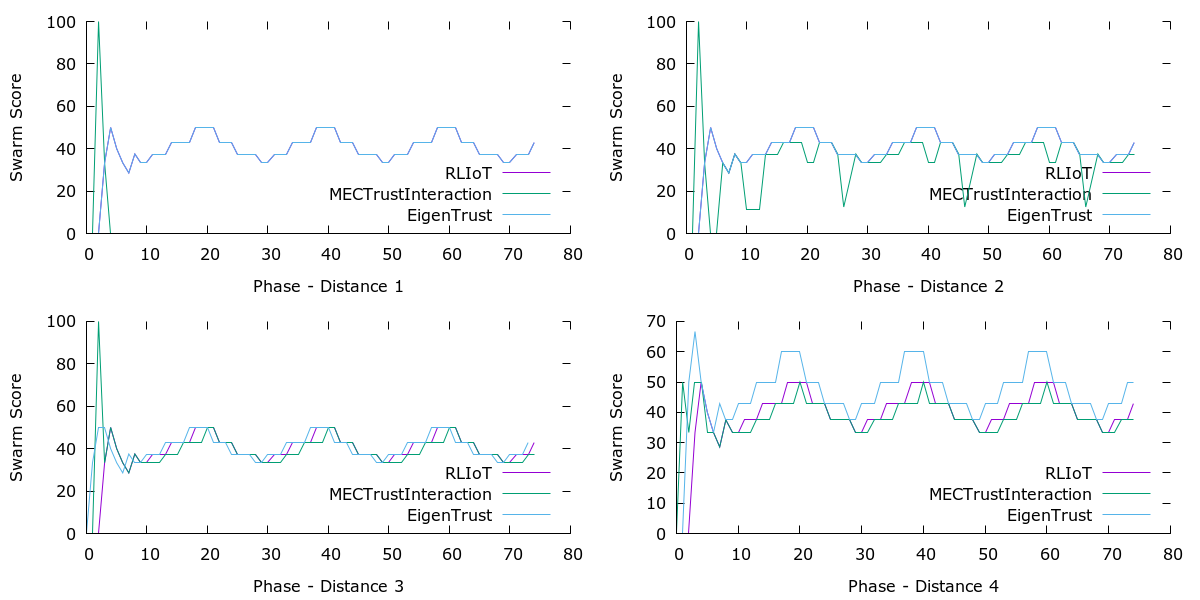 100
80
60
40
20
0
Swarm Score
RLIoT
MECTrustInteraction
EigenTrust
0 10 20 30 40 50 60 70 80
Phase - Distance 1
100
80
60
40
20
0
Swarm Score
RLIoT
MECTrustInteraction
EigenTrust
0 10 20 30 40 50 60 70 80
Phase - Distance 2
100
80
60
40
20
0
Swarm Score
RLIoT
MECTrustInteraction
EigenTrust
0 10 20 30 40 50 60 70 80
Phase - Distance 3
70
60
50
40
30
20
10
0
Swarm Score
RLIoT
MECTrustInteraction
EigenTrust
0 10 20 30 40 50 60 70 80
Phase - Distance 4